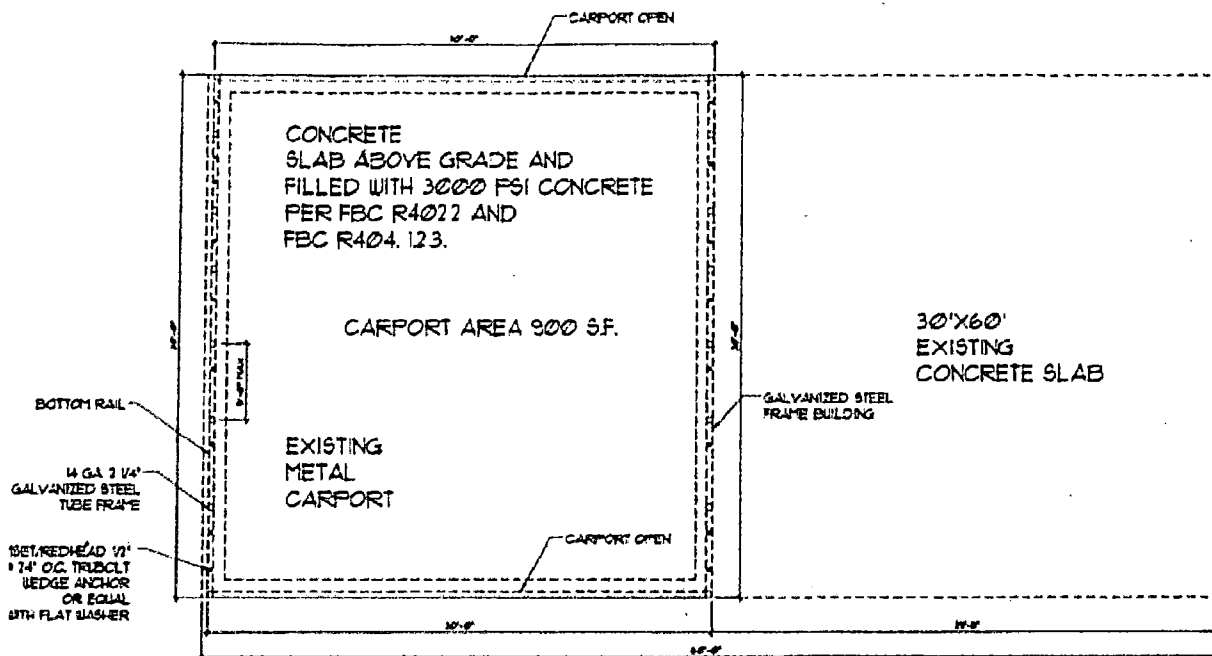 CARPORT OPEN
CONCRETE
SLAB ABOVE GRADE AND
FILLED WITH 3000 PSI CONCRETE
PER FBC R4022 AND
FBC R404. 1.2.3.
CARPORT AREA 900 S.F.
30'X60'
EXISTING
CONCRETE SLAB
BOTTOM RAIL
GALVANIZED STEEL
FRAME BUILDING
14 GA. 2 1/4"
GALVANIZED STEEL
TUBE FRAME
EXISTING
METAL
CARPORT
CARPORT OPEN
/REDHEAD 1/2"
24" O.C. TRUBOLT
WEDGE ANCHOR
OR EQUAL
WITH FLAT WASHER